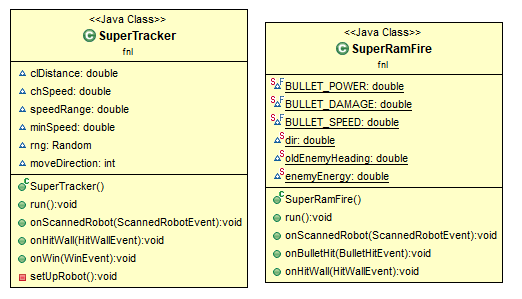 <<Java Class>>
SuperTracker
fnl
clDistance: double
chSpeed: double
speedRange: double
minSpeed: double
rng: Random
moveDirection: int
SuperTracker()
run():void
onScannedRobot(ScannedRobotEvent):void
onHitWall(HitWallEvent):void
onWin(WinEvent):void
setUpRobot():void
<<Java Class>>
SuperRamFire
fnl
BULLET_POWER: double
BULLET_DAMAGE: double
BULLET_SPEED: double
dir: double
oldEnemyHeading: double
enemyEnergy: double
SuperRamFire()
run():void
onScannedRobot(ScannedRobotEvent):void
onBulletHit(BulletHitEvent):void
onHitWall(HitWallEvent):void